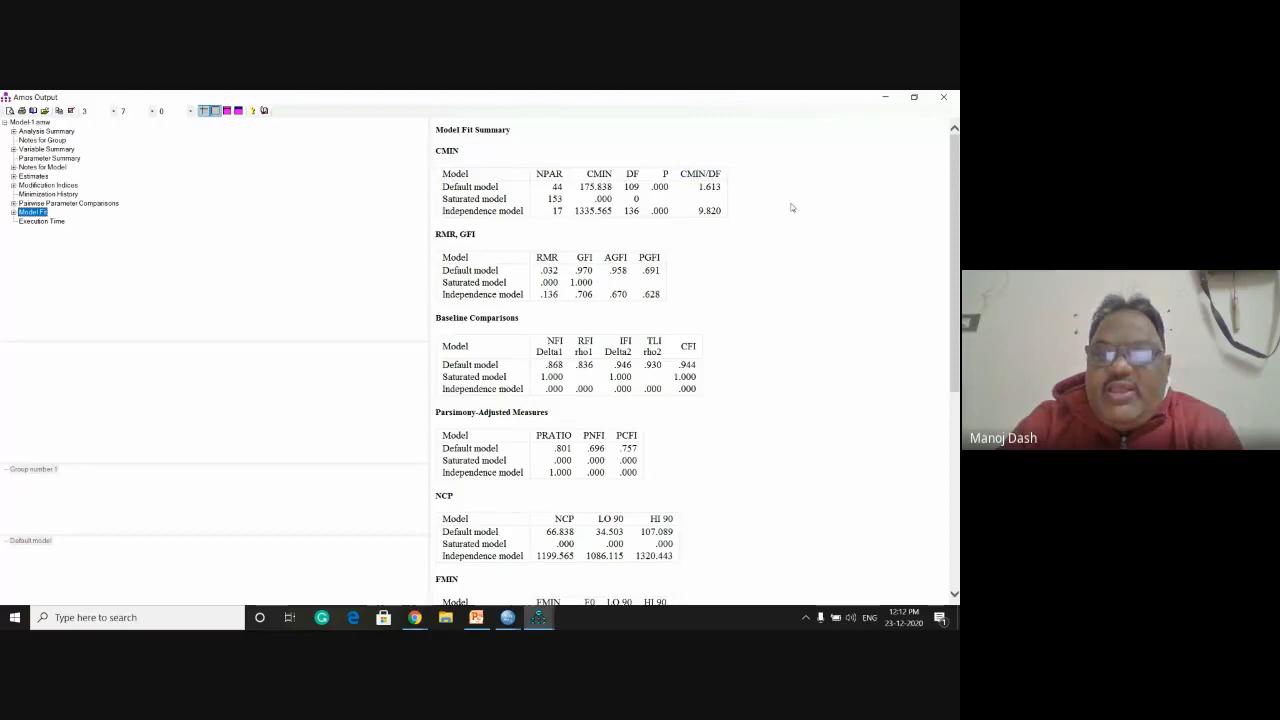 Amos Output
3 7 0
Model-1.amw
Analysis Summary
Notes for Group
Variable Summary
Parameter Summary
Notes for Model
Estimates
Modification Indices
Minimization History
Pairwise Parameter Comparisons
Model Fit
Execution Time
Group number 1
Default model
Model Fit Summary
CMIN
Model NPAR CMIN DF P CMIN/DF
Default model 44 175.838 109 .000 1.613
Saturated model 153 .000 0
Independence model 17 1335.565 136 .000 9.820
RMR, GFI
Model RMR GFI AGFI PGFI
Default model .032 .970 .958 .691
Saturated model .000 1.000
Independence model .136 .706 .670 .628
Baseline Comparisons
Model NFI Delta1 RFI rho1 IFI Delta2 TLI rho2 CFI
Default model .868 .836 .946 .930 .944
Saturated model 1.000 1.000 1.000
Independence model .000 .000 .000 .000 .000
Parsimony-Adjusted Measures
Model PRATIO PNFI PCFI
Default model .801 .696 .757
Saturated model .000 .000 .000
Independence model 1.000 .000 .000
NCP
Model NCP LO 90 HI 90
Default model 66.838 34.503 107.089
Saturated model .000 .000 .000
Independence model 1199.565 1086.115 1320.443
FMIN
Model FMIN F0 LO 90 HI 90
Manoj Dash
Type here to search
ENG
12:12 PM
23-12-2020